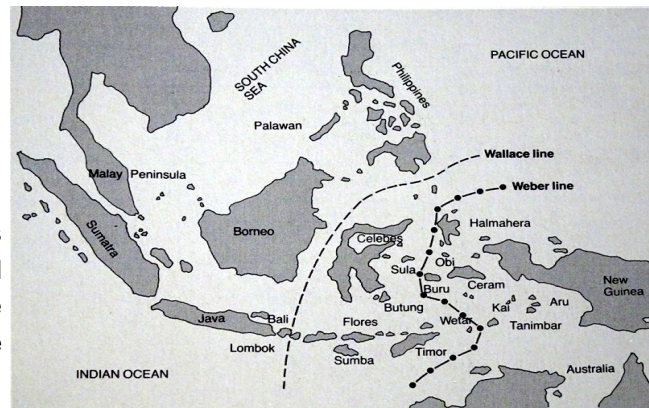 PACIFIC OCEAN
SOUTH CHINA
SEA
Philippines
Palawan
Wallace line
Malay Peninsula
Weber line
Sumatra
Borneo
Halmahera
Celebes
Obi
Sula
Ceram
New
Guinea
Buru
Butung
Kai
Aru
Java
Bali
Flores
Wetar
Tanimbar
Lombok
Sumba
Timor
INDIAN OCEAN
Australia